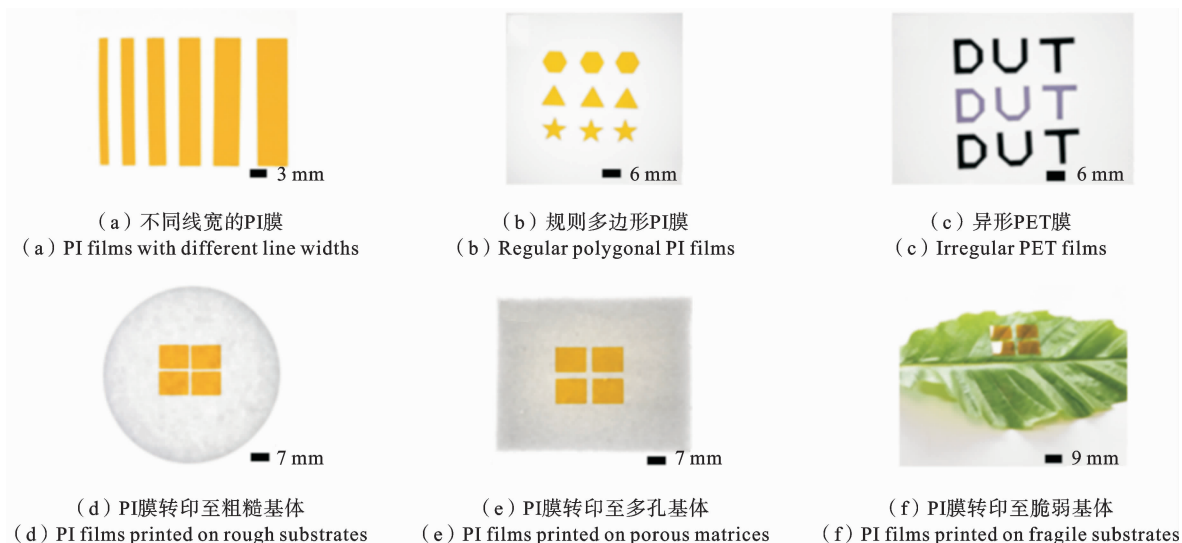 3 mm
6 mm
DUT
DUT
DUT
6 mm
(a)不同线宽的PI膜
(a) PI films with different line widths
(b)规则多边形PI膜
(b) Regular polygonal PI films
(c)异形PET膜
(c) Irregular PET films
7 mm
7 mm
9 mm
(d)PI膜转印至粗糙基体
(d) PI films printed on rough substrates
(e)PI膜转印至多孔基体
(e) PI films printed on porous matrices
(f)PI膜转印至脆弱基体
(f) PI films printed on fragile substrates